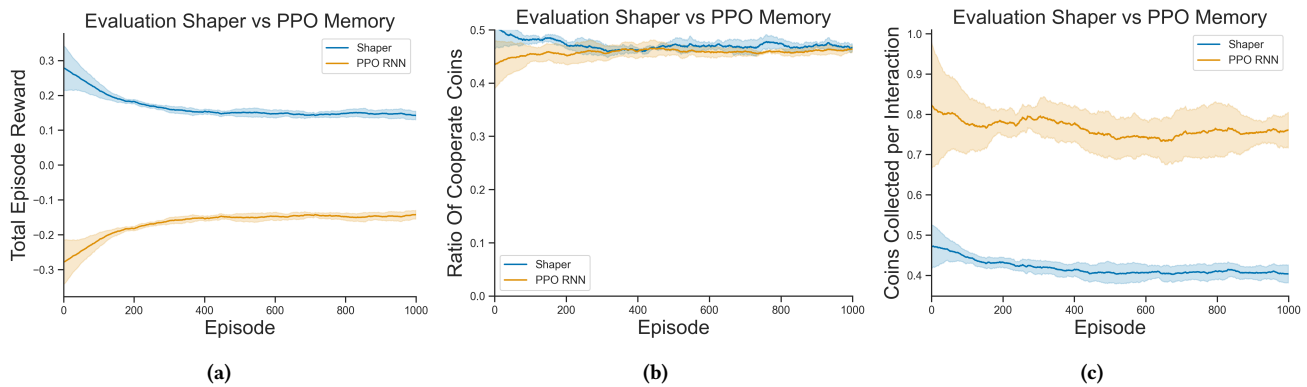 Evaluation Shaper vs PPO Memory
Total Episode Reward
0.3
0.2
0.1
0.0
−0.1
−0.2
−0.3
Shaper
PPO RNN
0 200 400 600 800 1000
Episode
(a)
Evaluation Shaper vs PPO Memory
Ratio Of Cooperate Coins
0.5
0.4
0.3
0.2
0.1
0.0
Shaper
PPO RNN
0 200 400 600 800 1000
Episode
(b)
Evaluation Shaper vs PPO Memory
Coins Collected per Interaction
1.0
0.9
0.8
0.7
0.6
0.5
0.4
Shaper
PPO RNN
0 200 400 600 800 1000
Episode
(c)